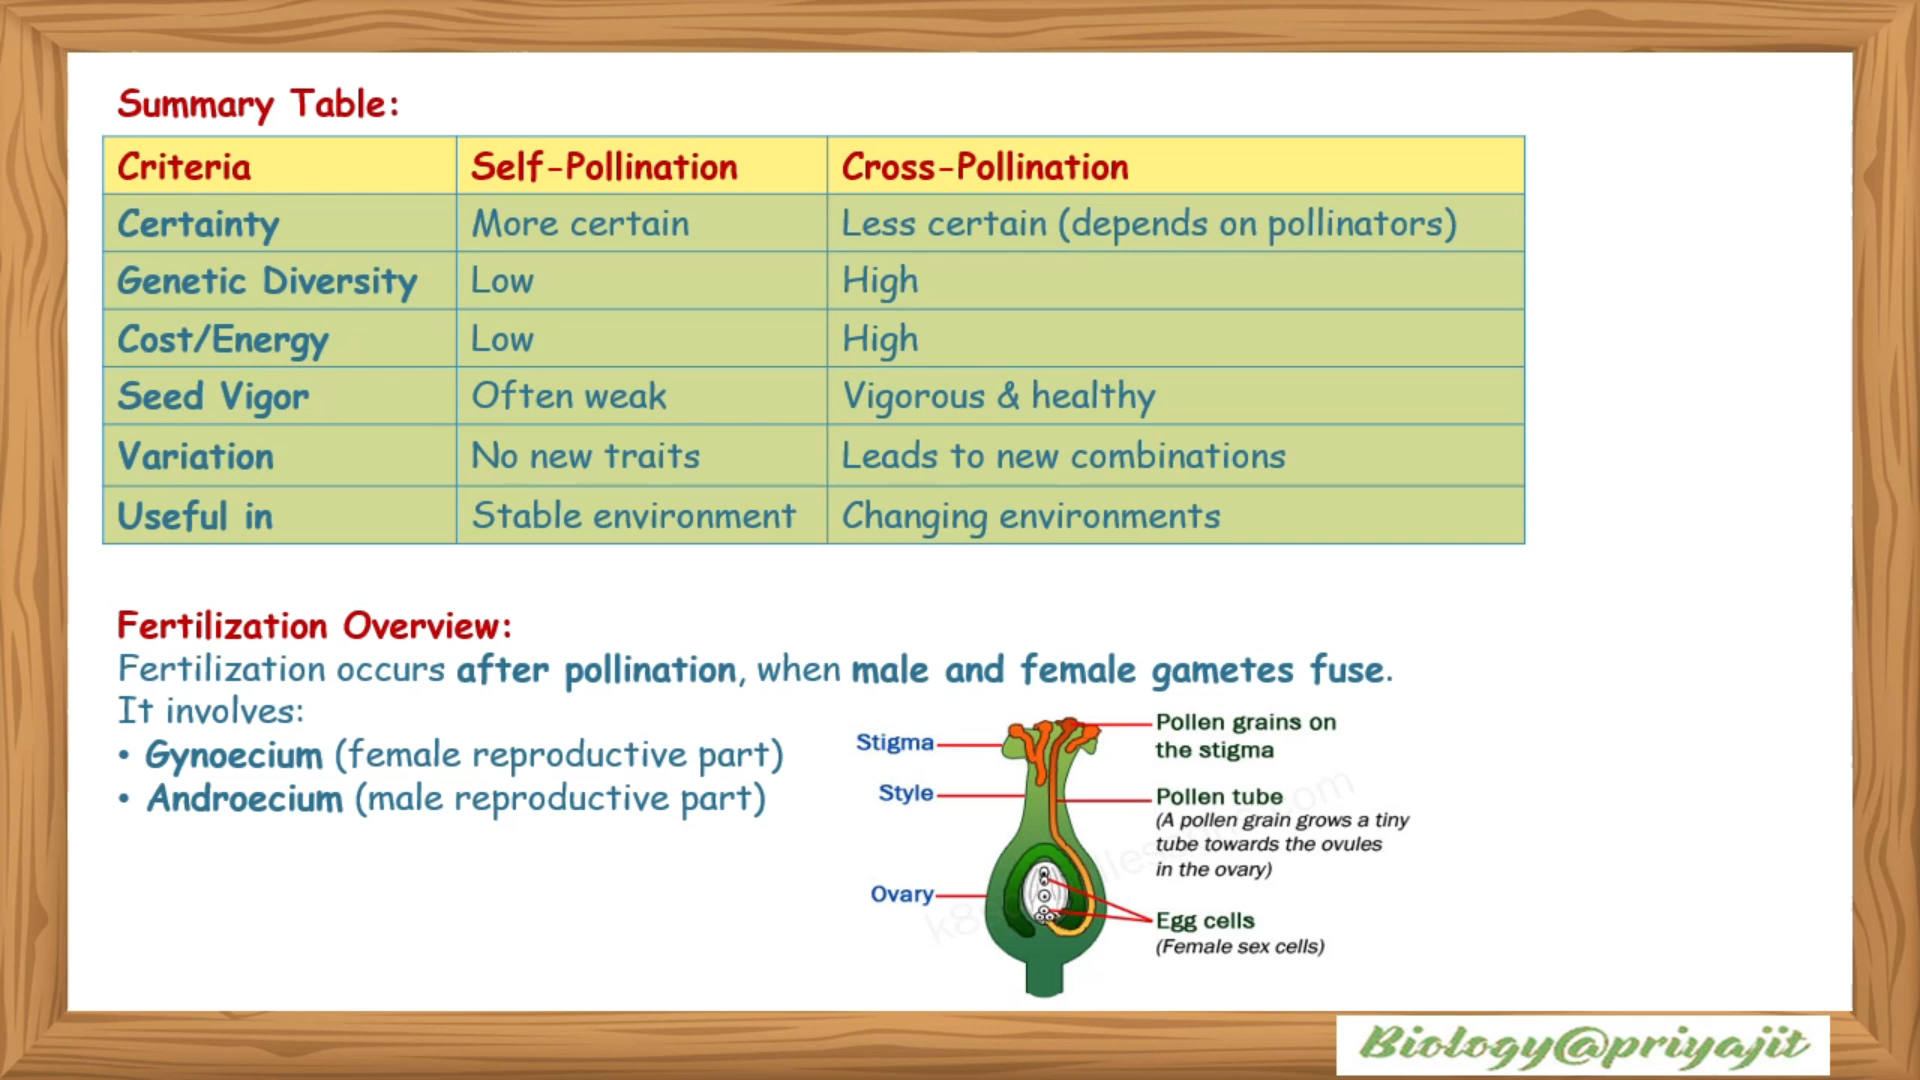 Summary Table:
Criteria Self-Pollination Cross-Pollination
Certainty More certain Less certain (depends on pollinators)
Genetic Diversity Low High
Cost/Energy Low High
Seed Vigor Often weak Vigorous & healthy
Variation No new traits Leads to new combinations
Useful in Stable environment Changing environments
Fertilization Overview:
Fertilization occurs after pollination, when male and female gametes fuse.
It involves:
• Gynoecium (female reproductive part)
• Androecium (male reproductive part)
Stigma
Style
Ovary
Pollen grains on
the stigma
Pollen tube
(A pollen grain grows a tiny
tube towards the ovules
in the ovary)
Egg cells
(Female sex cells)
Biology@priyajit